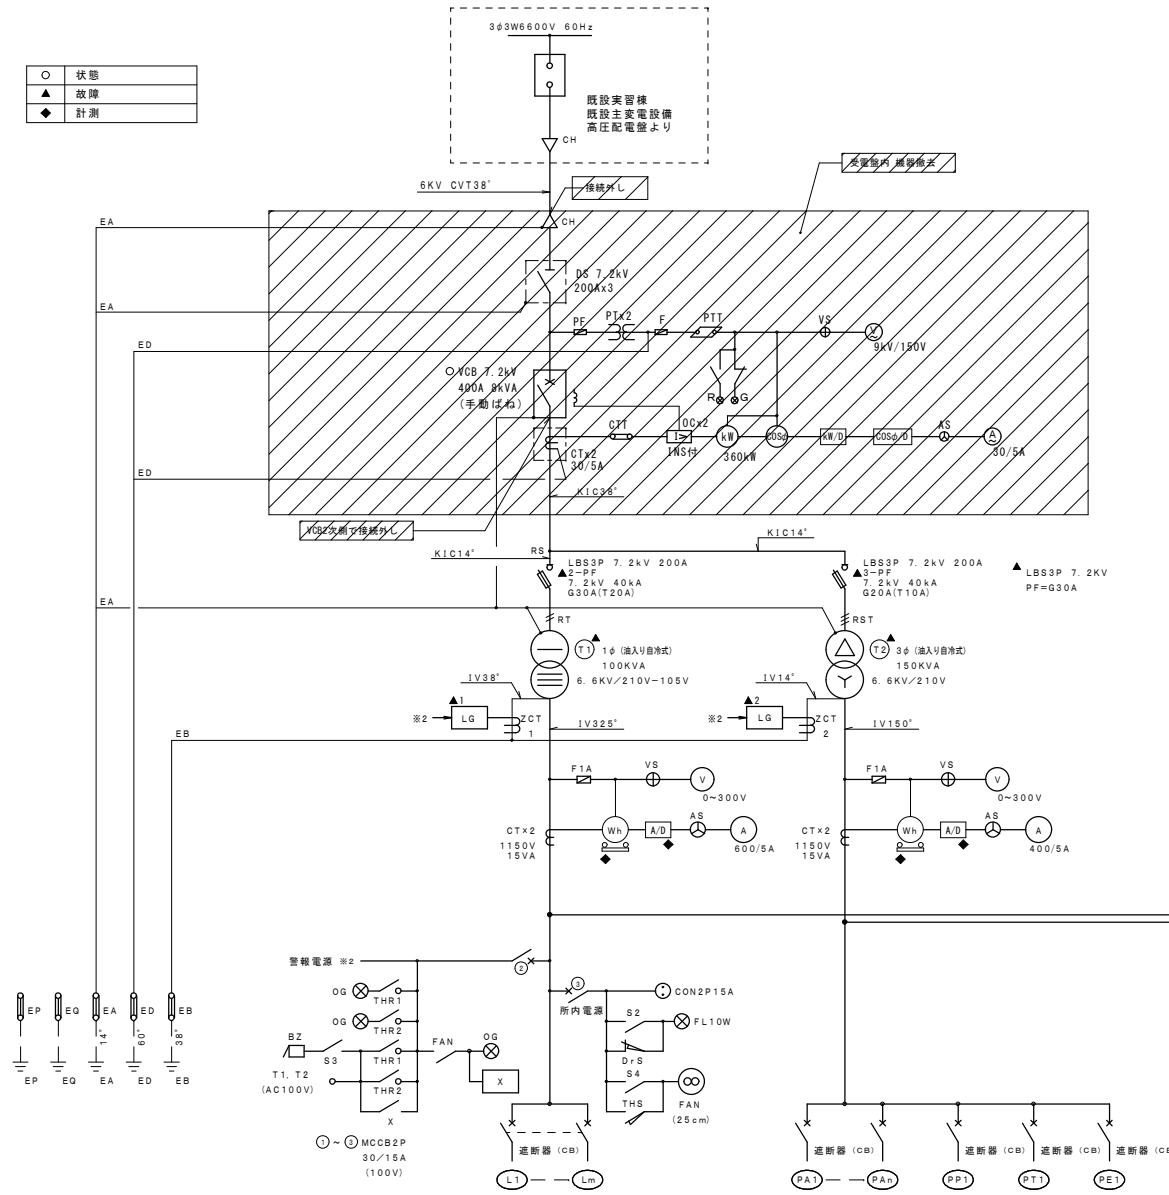 3φ3W6600V 60Hz
状態
故障
計測
既設実習棟
既設主変電設備
高圧配電盤より
CH
受電盤内 機器撤去
6KV CVT38°
接続外し
EA
CH
DS 7.2kV
200Ax3
EA
PF
PTx2
F
PTT
VS
V
9kV/150V
ED
VCB 7.2kV
400A 8kVA
(手動ばね)
R
G
CTT
OCx2
I>
INS付
kW
360kW
COSφ
kW/D
COSφ/D
AS
A
30/5A
CTx2
30/5A
ED
KIC38°
VCB2次側で接続外し
KIC14°
RS
KIC14°
LBS3P 7.2kV 200A
2-PF
7.2kV 40kA
G30A(T20A)
LBS3P 7.2kV 200A
3-PF
7.2kV 40kA
G20A(T10A)
LBS3P 7.2KV
PF=G30A
EA
RT
RST
T1
1φ (油入り自冷式)
100KVA
6.6KV/210V-105V
T2
3φ (油入り自冷式)
150KVA
6.6KV/210V
IV38°
IV14°
1
※2
LG
ZCT
1
IV325°
2
※2
LG
ZCT
2
IV150°
EB
F1A
VS
V
0~300V
F1A
VS
V
0~300V
CT×2
1150V
15VA
Wh
A/D
AS
A
600/5A
CT×2
1150V
15VA
Wh
A/D
AS
A
400/5A
警報電源 ※2
②
③
所内電源
CON2P15A
OG
THR1
OG
THR2
S2
FL10W
DrS
BZ
S3
THR1
FAN
OG
T1, T2
(AC100V)
THR2
X
X
S4
THS
FAN
(25cm)
EP
EQ
EA
ED
EB
14°
60°
38°
EP
EQ
EA
ED
EB
① ~ ③ MCCB2P
30/15A
(100V)
遮断器 (CB)
遮断器 (CB)
遮断器 (CB)
遮断器 (CB)
遮断器 (CB
L1
Lm
PA1
PAn
PP1
PT1
PE1